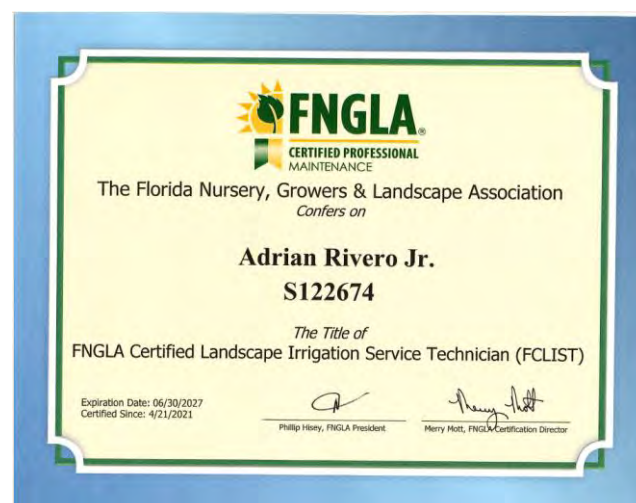 FNGLA®
CERTIFIED PROFESSIONAL
MAINTENANCE
The Florida Nursery, Growers & Landscape Association
Confers on
Adrian Rivero Jr.
S122674
The Title of
FNGLA Certified Landscape Irrigation Service Technician (FCLIST)
Expiration Date: 06/30/2027
Certified Since: 4/21/2021
Phillip Hisey, FNGLA President
Merry Mott
Merry Mott, FNGLA Certification Director